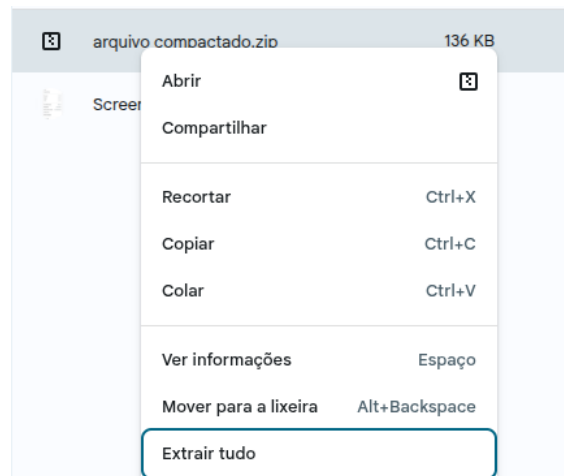 arquivo compactado.zip 136 KB
Abrir
Screen
Compartilhar
Recortar Ctrl+X
Copiar Ctrl+C
Colar Ctrl+V
Ver informações Espaço
Mover para a lixeira Alt+Backspace
Extrair tudo